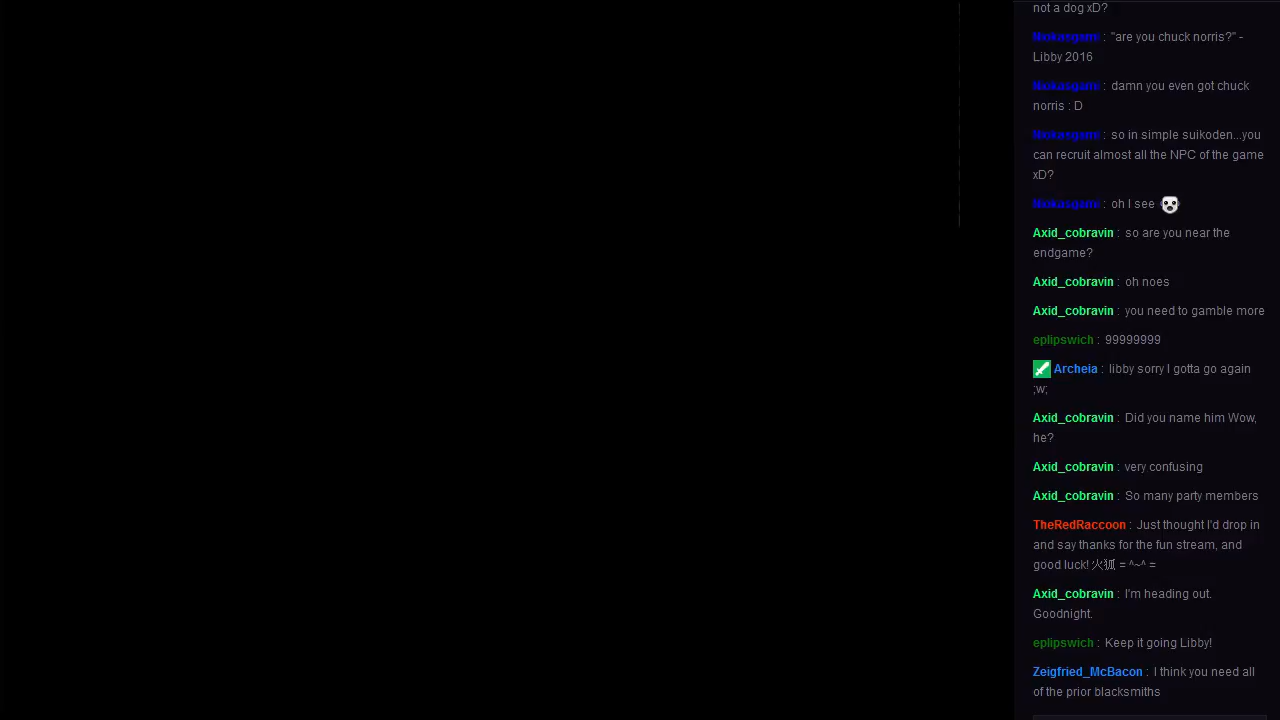 not a dog xD?
Niokasgami : "are you chuck norris?" -
Libby 2016
Niokasgami : damn you even got chuck
norris : D
Niokasgami : so in simple suikoden...you
can recruit almost all the NPC of the game
xD?
Niokasgami : oh I see
Axid_cobravin : so are you near the
endgame?
Axid_cobravin : oh noes
Axid_cobravin : you need to gamble more
eplipswich : 99999999
Archeia : libby sorry I gotta go again
;w;
Axid_cobravin : Did you name him Wow,
he?
Axid_cobravin : very confusing
Axid_cobravin : So many party members
TheRedRaccoon : Just thought I'd drop in
and say thanks for the fun stream, and
good luck! 火狐 = ^~^ =
Axid_cobravin : I'm heading out.
Goodnight.
eplipswich : Keep it going Libby!
Zeigfried_McBacon : I think you need all
of the prior blacksmiths